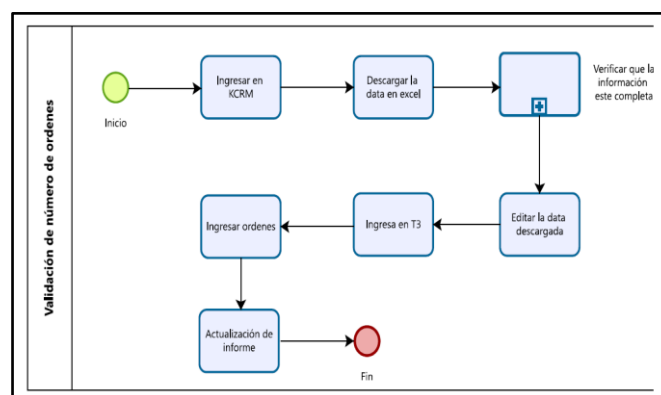 Validación de número de ordenes
Inicio
Ingresar en
KCRM
Descargar la
data en excel
Verificar que la
información
este completa
Editar la data
descargada
Ingresa en T3
Ingresar ordenes
Actualización de
informe
Fin